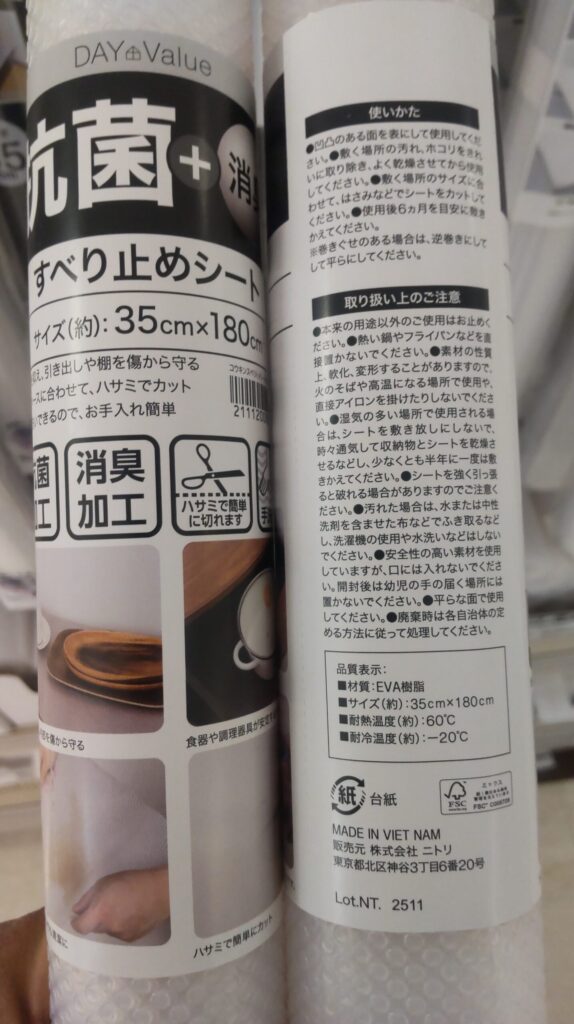 DAY Value
抗菌+消臭
すべり止めシート
サイズ(約):35cm×180cm
引き出しや棚を傷から守る
ースに合わせて、ハサミでカット
できるので、お手入れ簡単
21112
菌
工
消臭
加工
ハサミで簡単
に切れます
を傷から守る
食器や調理器具が安定
ハサミで簡単にカット
使いかた
●凹凸のある面を表にして使用してくだ
さい。●敷く場所の汚れ、ホコリをきれ
いに取り除き、よく乾燥させてから使用
してください。●敷く場所のサイズに合
わせて、はさみなどでシートをカットして
ください。●使用後6ヵ月を目安に敷き
かえてください。
※巻きぐせのある場合は、逆巻きにして
して平らにしてください。
取り扱い上のご注意
●本来の用途以外のご使用はお止めく
ださい。●熱い鍋やフライパンなどを直
接置かないでください。●素材の性質
上、軟化、変形することがありますので、
火のそばや高温になる場所で使用や、
直接アイロンを掛けたりしないでくださ
い。●湿気の多い場所で使用される場
合は、シートを敷き放しにしないで、
時々通気して収納物とシートを乾燥さ
せるなどし、少なくとも半年に一度は敷
きかえてください。●シートを強く引っ張
ると破れる場合がありますのでご注意く
ださい。●汚れた場合は、水または中性
洗剤を含ませた布などでふき取るなど
し、洗濯機の使用や水洗いなどはしない
でください。●安全性の高い素材を使用
していますが、口には入れないでくださ
い。開封後は幼児の手の届く場所には
置かないでください。●平らな面で使用
してください。●廃棄時は各自治体の定
める方法に従って処理してください。
品質表示:
■材質:EVA樹脂
■サイズ(約):35cm×180cm
■耐熱温度(約):60℃
■耐冷温度(約):-20℃
紙 台紙
FSC
www.fsc.org
ミックス
FSC™ C008708
MADE IN VIET NAM
販売元 株式会社 ニトリ
東京都北区神谷3丁目6番20号
Lot.NT. 2511